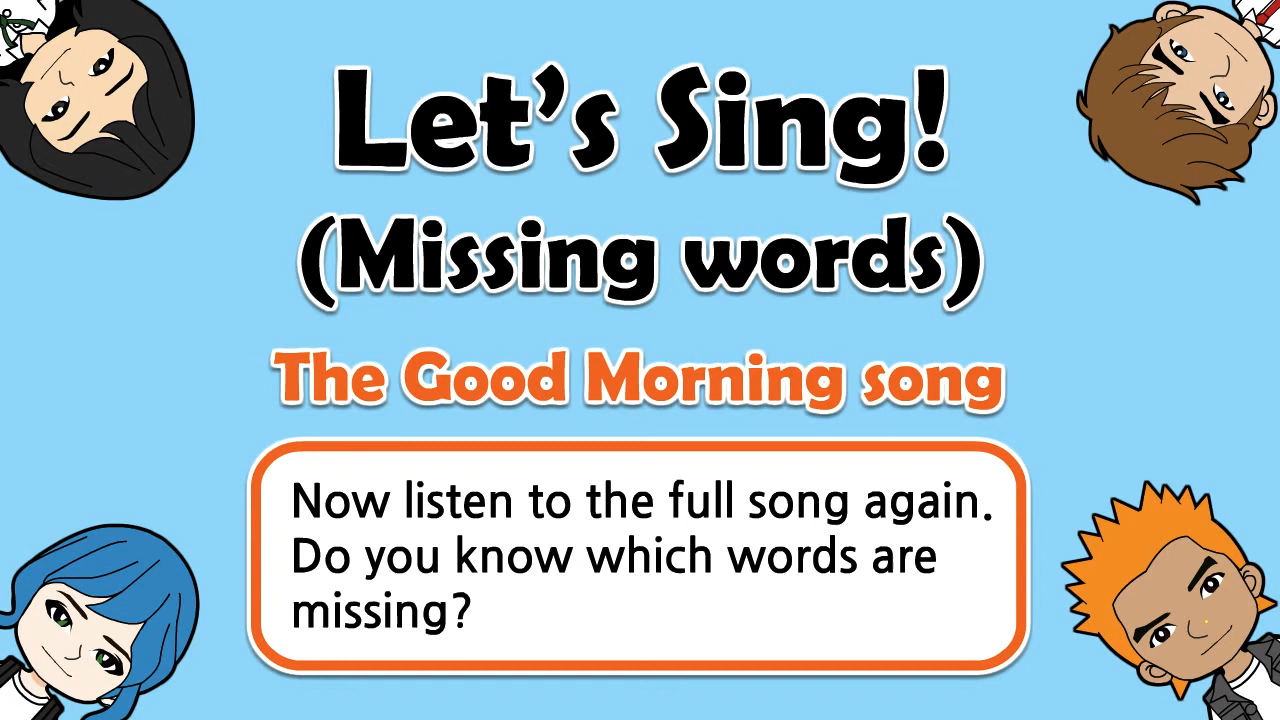 Let's Sing!
(Missing words)
The Good Morning song
Now listen to the full song again.
Do you know which words are
missing?